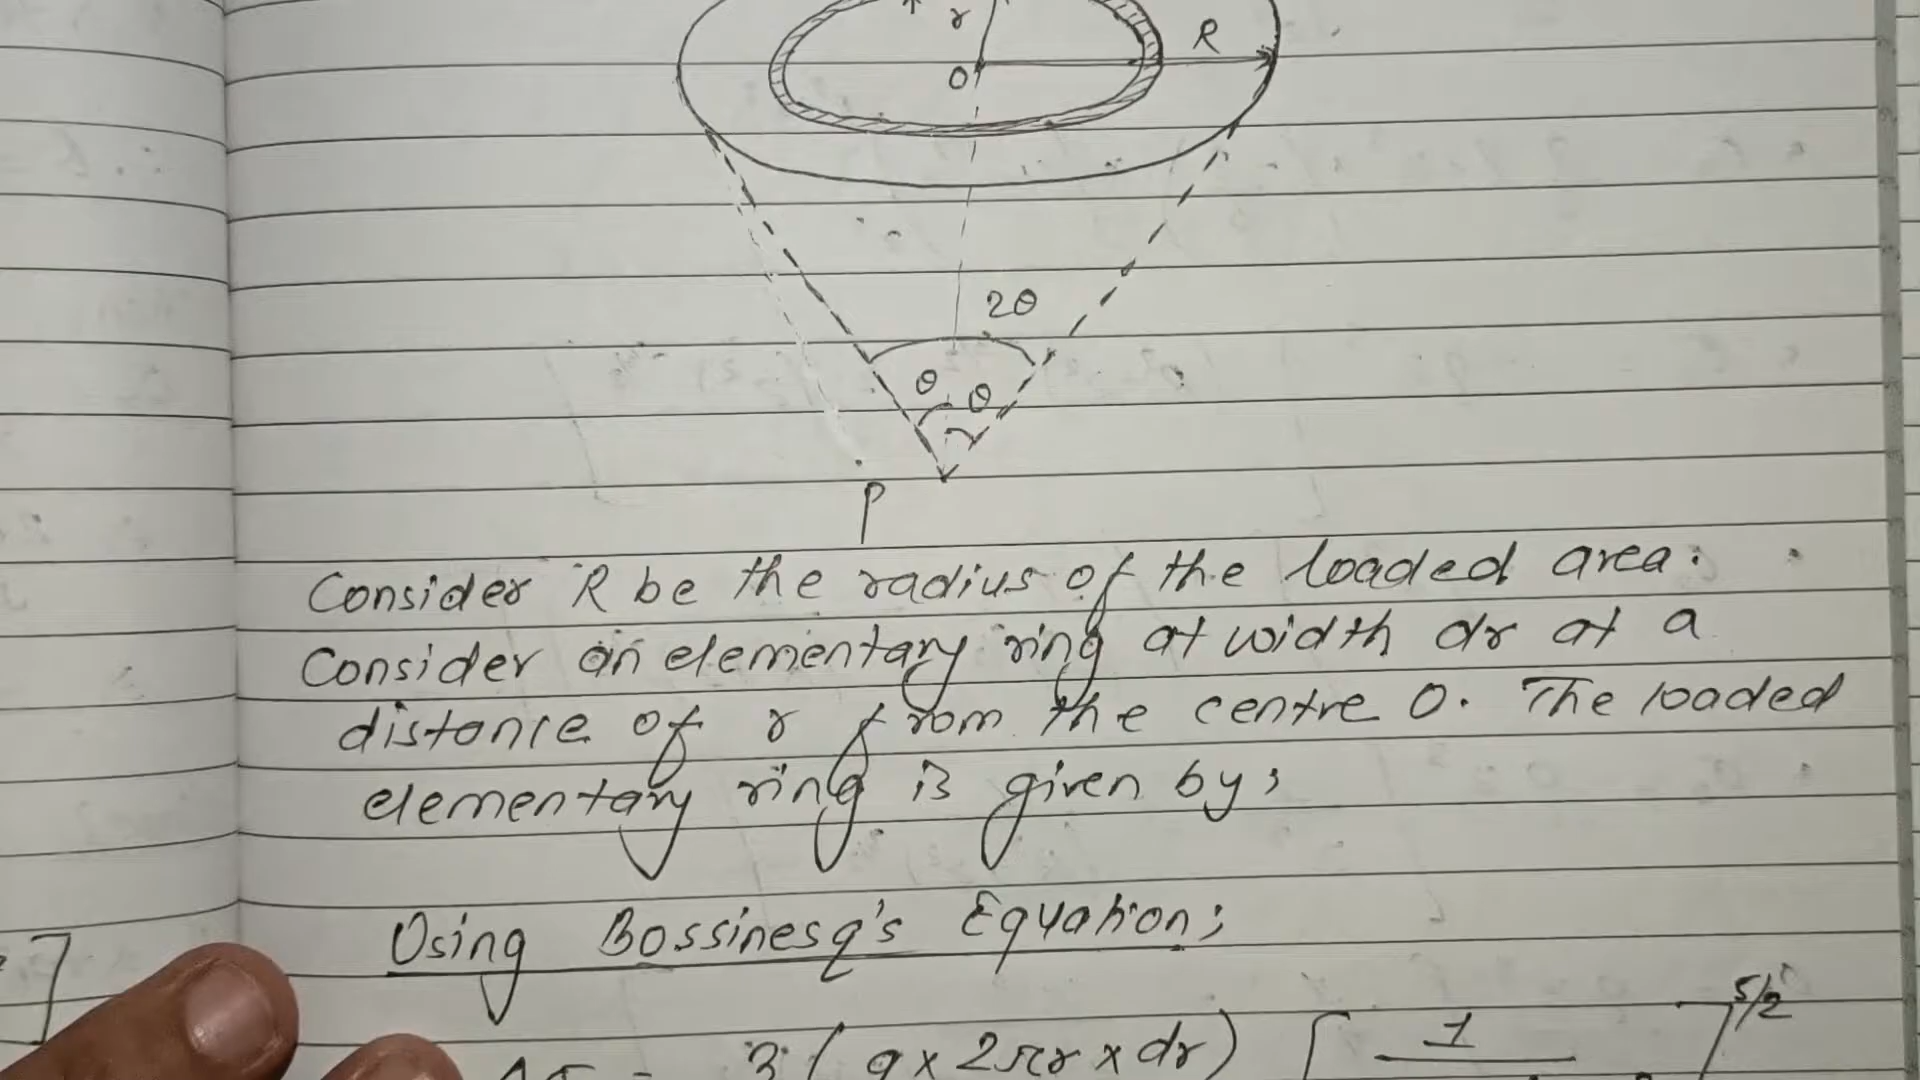 r
R
O
2θ
θ
θ
P
Consider R be the radius of the loaded area.
Consider an elementary ring at width dr at a
distance of r from the centre O. The loaded
elementary ring is given by;
Using Bossinesq's Equation;
3 (q x 2πr x dr) [ 1 ]^5/2